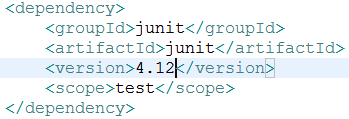 <dependency>
    <groupId>junit</groupId>
    <artifactId>junit</artifactId>
    <version>4.12</version>
    <scope>test</scope>
</dependency>